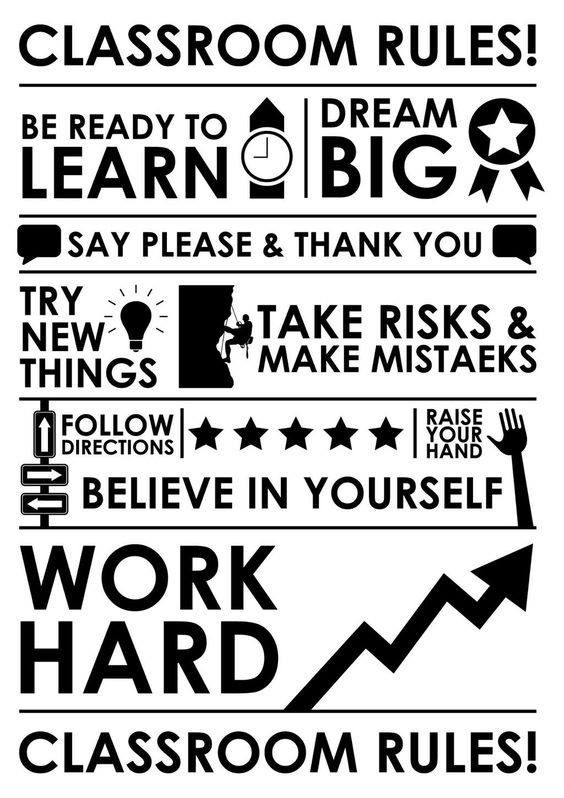 CLASSROOM RULES!
BE READY TO
LEARN
DREAM
BIG
SAY PLEASE & THANK YOU
TRY
NEW
THINGS
TAKE RISKS &
MAKE MISTAEKS
FOLLOW
DIRECTIONS
RAISE
YOUR
HAND
BELIEVE IN YOURSELF
WORK
HARD
CLASSROOM RULES!